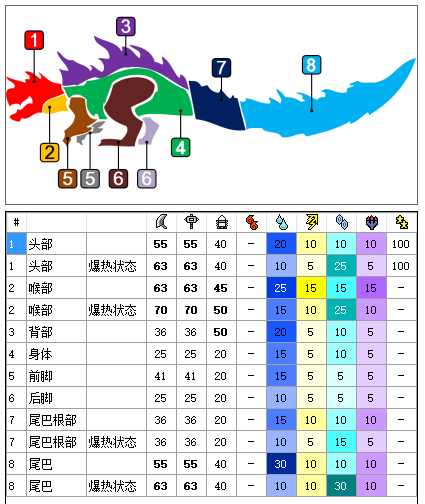 1
3
7
8
2
5
5
6
6
4
#
1 头部 55 55 40 － 20 10 10 10 100
1 头部 爆热状态 63 63 40 － 10 5 25 5 100
2 喉部 63 63 45 － 25 15 15 15 －
2 喉部 爆热状态 70 70 50 － 15 10 25 10 －
3 背部 36 36 50 － 20 5 10 5 －
4 身体 25 25 20 － 15 5 10 5 －
5 前脚 41 41 20 － 15 5 5 5 －
6 后脚 25 25 20 － 10 5 5 5 －
7 尾巴根部 36 36 20 － 15 10 10 10 －
7 尾巴根部 爆热状态 36 36 20 － 10 5 15 5 －
8 尾巴 55 55 40 － 30 10 10 10 －
8 尾巴 爆热状态 63 63 40 － 10 10 30 10 －